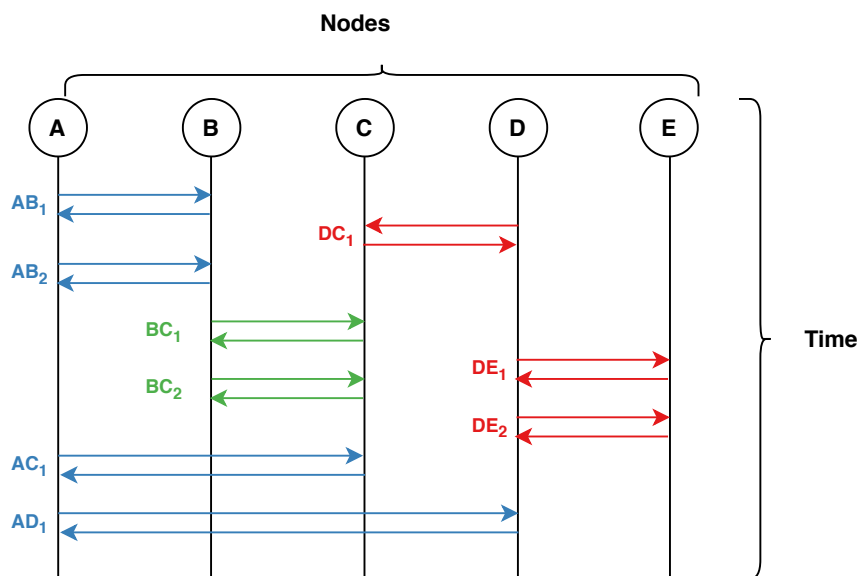 Nodes
A
B
C
D
E
AB1
DC1
AB2
BC1
Time
DE1
BC2
DE2
AC1
AD1